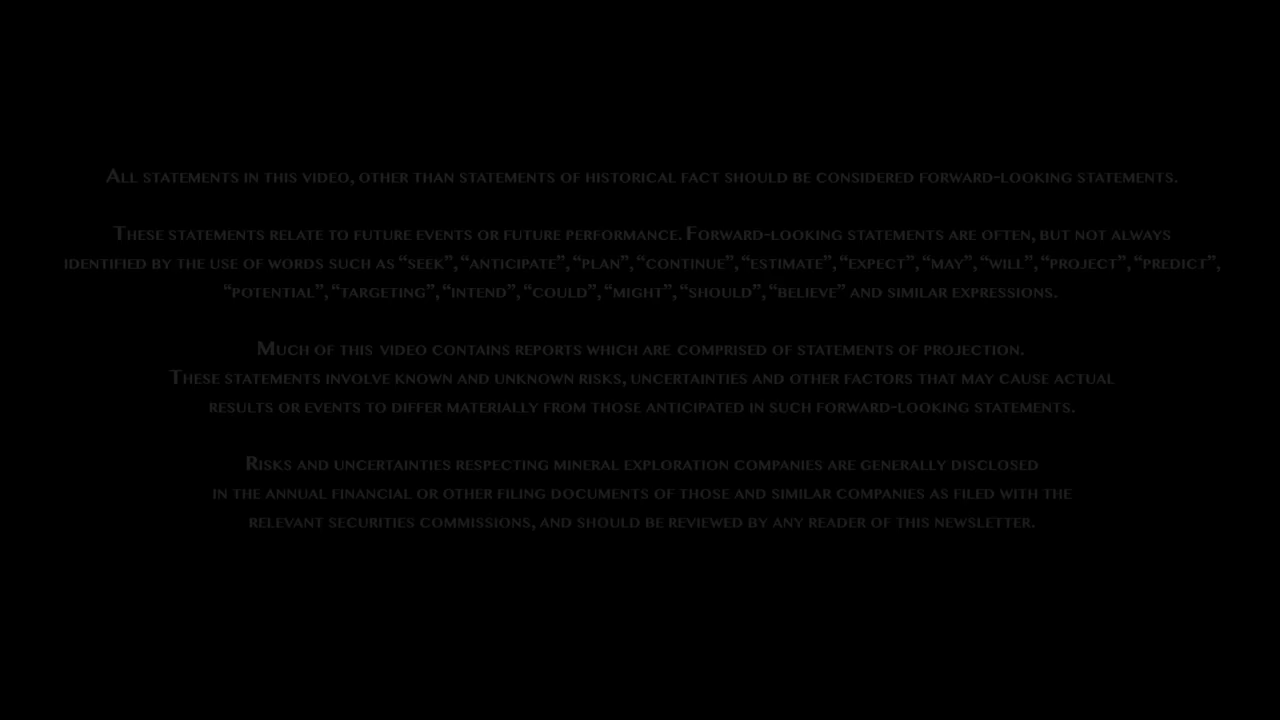 All statements in this video, other than statements of historical fact should be considered forward-looking statements.
These statements relate to future events or future performance. Forward-looking statements are often, but not always
identified by the use of words such as “seek”, “anticipate”, “plan”, “continue”, “estimate”, “expect”, “may”, “will”, “project”, “predict”,
“potential”, “targeting”, “intend”, “could”, “might”, “should”, “believe” and similar expressions.
Much of this video contains reports which are comprised of statements of projection.
These statements involve known and unknown risks, uncertainties and other factors that may cause actual
results or events to differ materially from those anticipated in such forward-looking statements.
Risks and uncertainties respecting mineral exploration companies are generally disclosed
in the annual financial or other filing documents of those and similar companies as filed with the
relevant securities commissions, and should be reviewed by any reader of this newsletter.